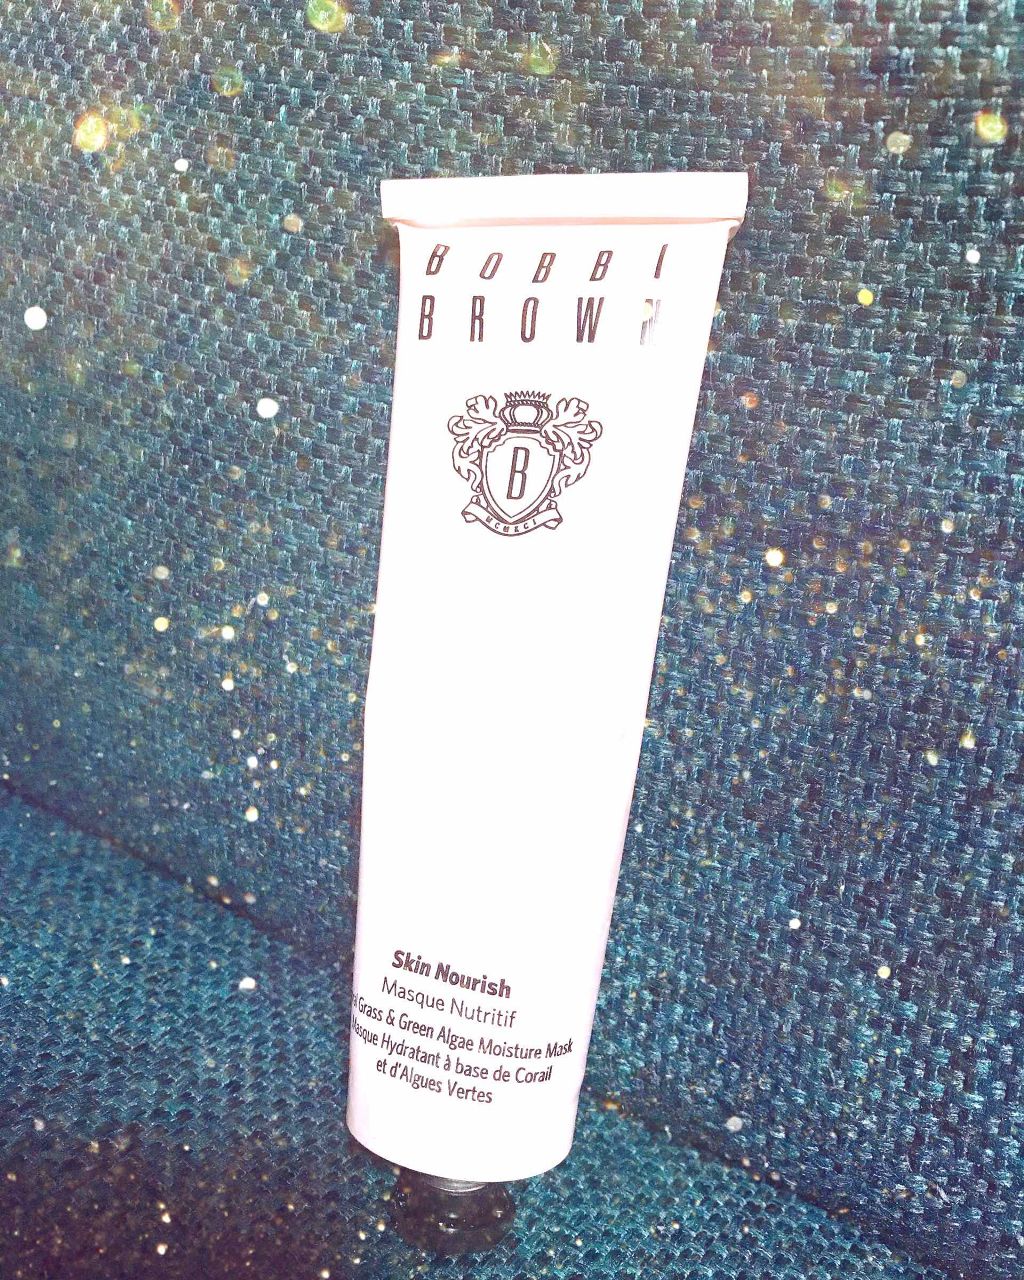 BOBBI
BROWN
B
MCMXCI
Skin Nourish
Masque Nutritif
Grass & Green Algae Moisture Mask
Masque Hydratant à base de Corail
et d'Algues Vertes